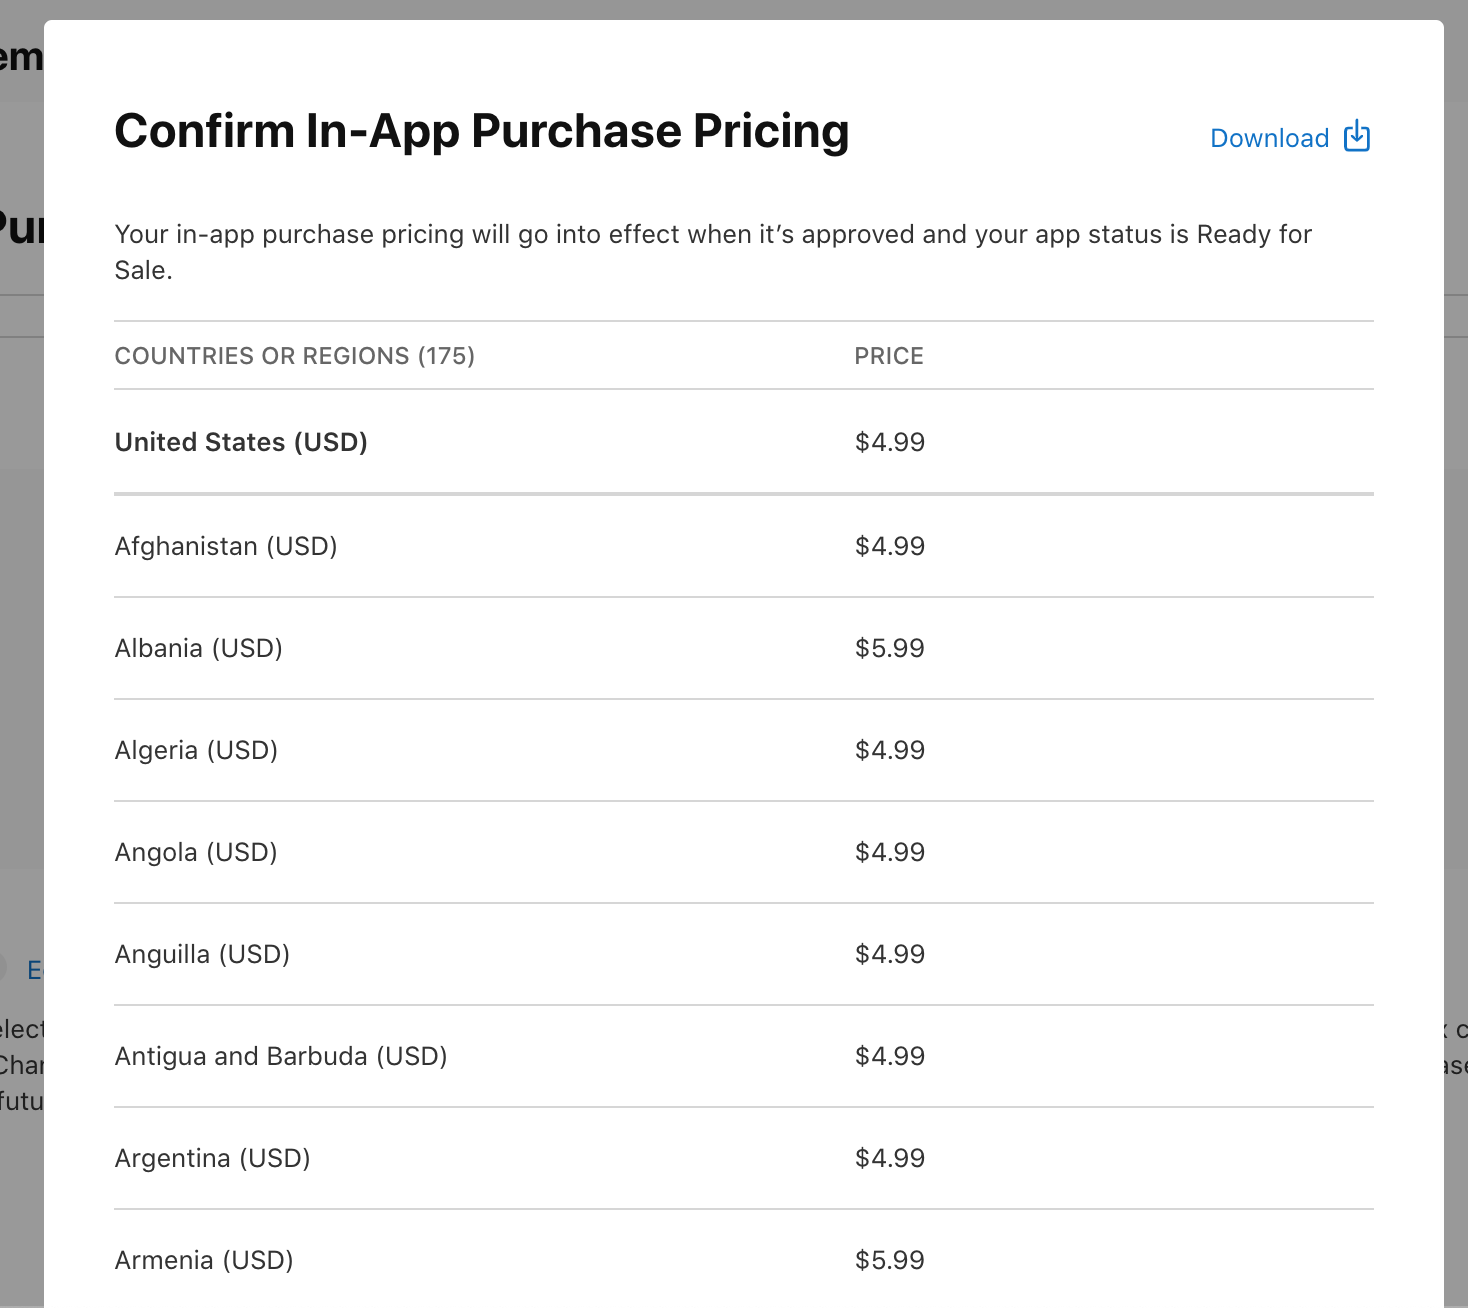 Confirm In-App Purchase Pricing
Download
Your in-app purchase pricing will go into effect when it’s approved and your app status is Ready for
Sale.
COUNTRIES OR REGIONS (175) PRICE
United States (USD) $4.99
Afghanistan (USD) $4.99
Albania (USD) $5.99
Algeria (USD) $4.99
Angola (USD) $4.99
Anguilla (USD) $4.99
Antigua and Barbuda (USD) $4.99
Argentina (USD) $4.99
Armenia (USD) $5.99